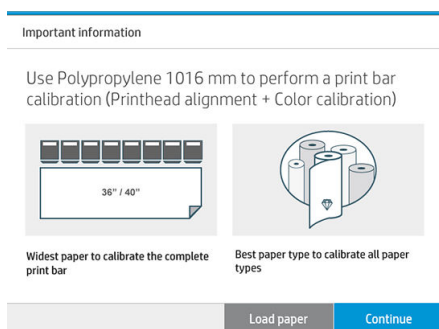 Important information
Use Polypropylene 1016 mm to perform a print bar
calibration (Printhead alignment + Color calibration)
36" / 40"
Widest paper to calibrate the complete
print bar
Best paper type to calibrate all paper
types
Load paper
Continue